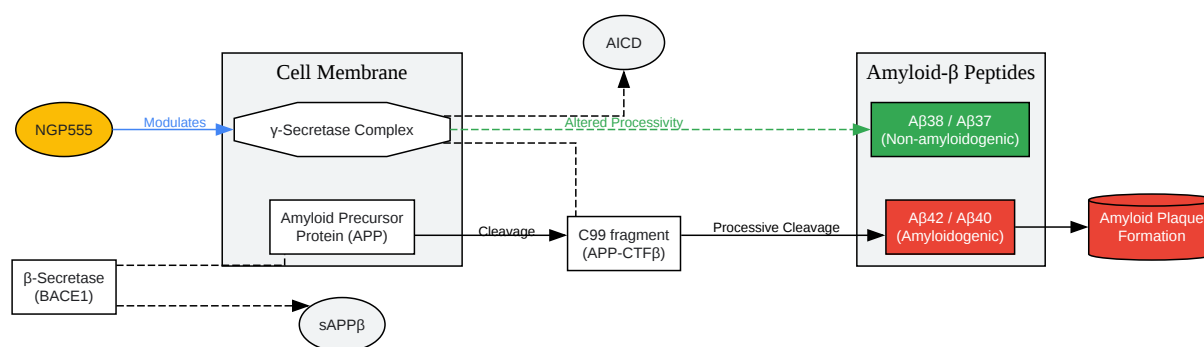 AICD
Cell Membrane
Amyloid-β Peptides
NGP555
Modulates
γ-Secretase Complex
Altered Processivity
Aβ38 / Aβ37
(Non-amyloidogenic)
Amyloid Precursor
Protein (APP)
Cleavage
C99 fragment
(APP-CTFβ)
Processive Cleavage
Aβ42 / Aβ40
(Amyloidogenic)
Amyloid Plaque
Formation
β-Secretase
(BACE1)
sAPPβ